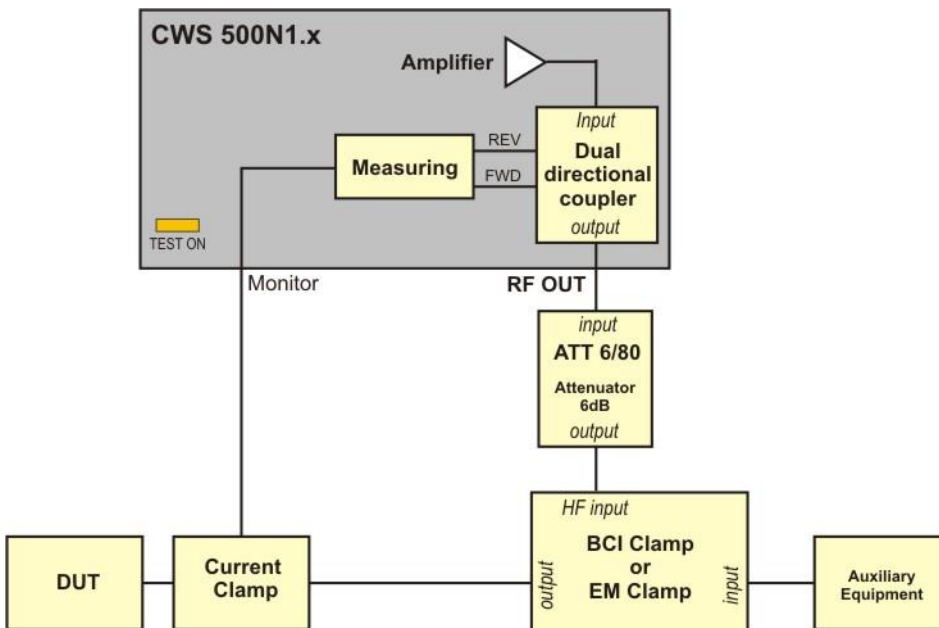 CWS 500N1.x
Amplifier
Input
Dual
directional
coupler
output
REV
FWD
Measuring
TEST ON
Monitor
RF OUT
input
ATT 6/80
Attenuator
6dB
output
DUT
Current
Clamp
HF input
output
BCI Clamp
or
EM Clamp
input
Auxiliary
Equipment